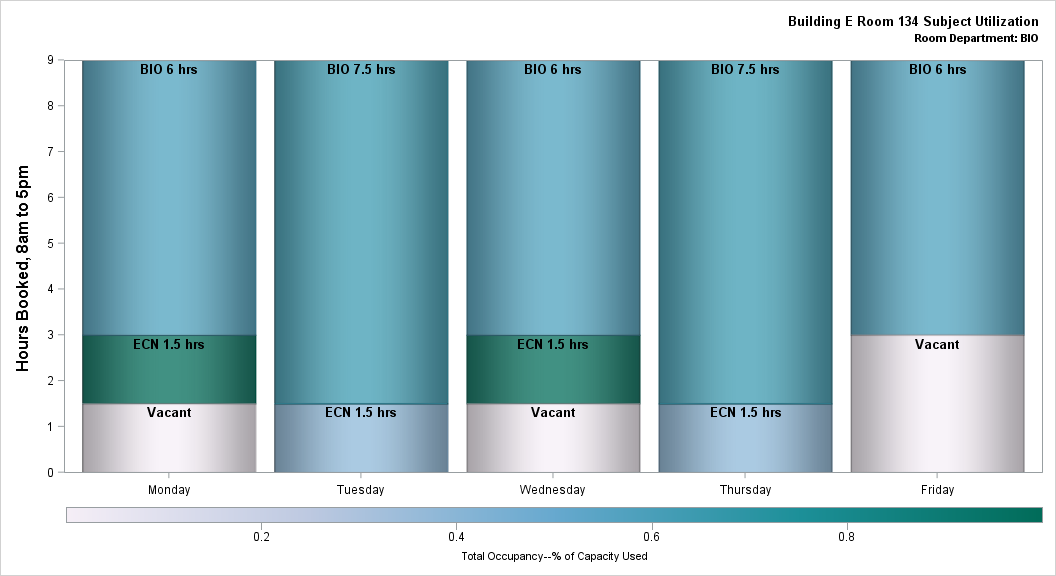 Building E Room 134 Subject Utilization
Room Department: BIO
Hours Booked, 8am to 5pm
9
8
7
6
5
4
3
2
1
0
BIO 6 hrs
ECN 1.5 hrs
Vacant
BIO 7.5 hrs
ECN 1.5 hrs
BIO 6 hrs
ECN 1.5 hrs
Vacant
BIO 7.5 hrs
ECN 1.5 hrs
BIO 6 hrs
Vacant
Monday Tuesday Wednesday Thursday Friday
0.2 0.4 0.6 0.8
Total Occupancy--% of Capacity Used